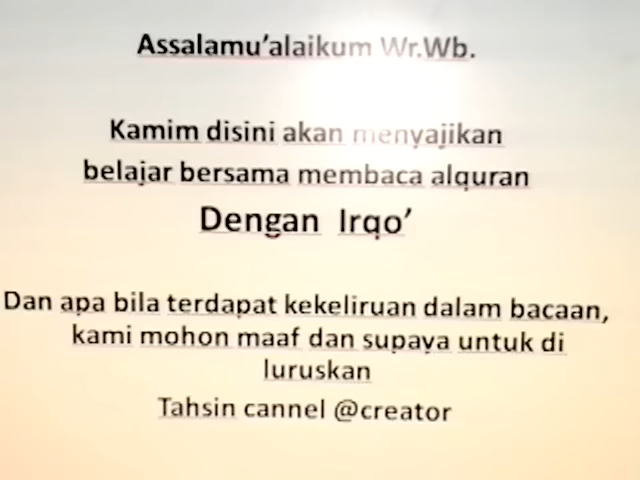 Assalamu'alaikum Wr.Wb.
Kamim disini akan menyajikan
belajar bersama membaca alquran
Dengan Irqo'
Dan apa bila terdapat kekeliruan dalam bacaan,
kami mohon maaf dan supaya untuk di
luruskan
Tahsin cannel @creator